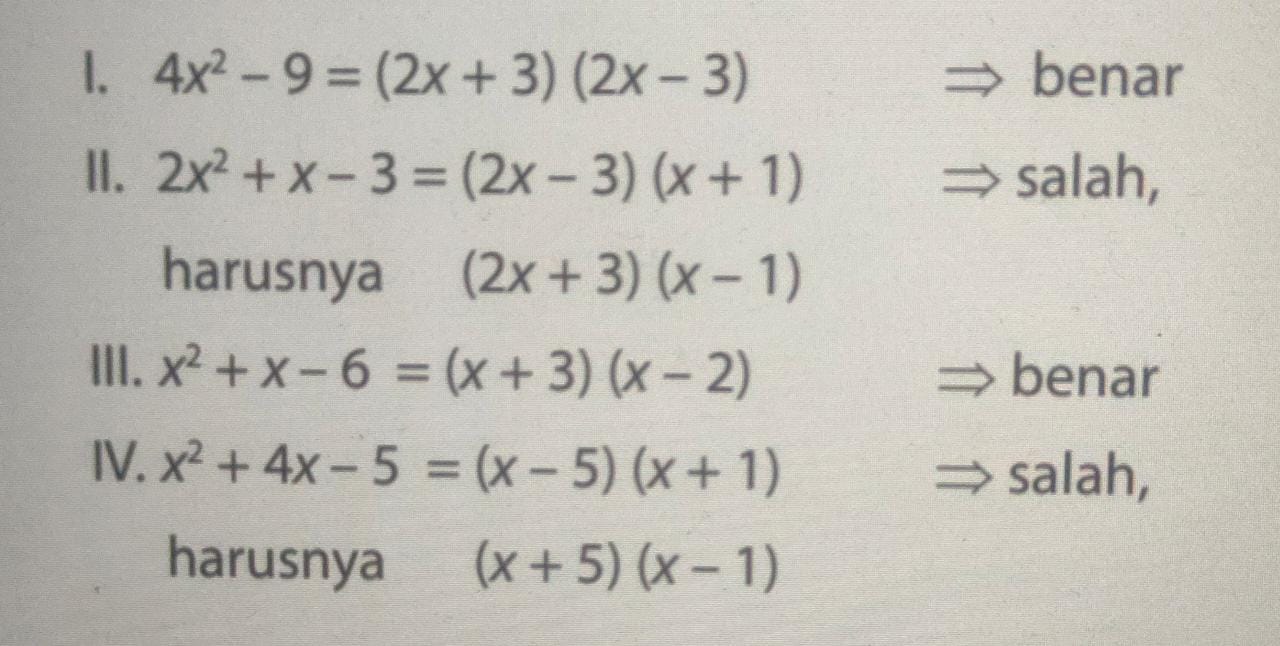 I. 4x² – 9 = (2x + 3) (2x – 3) ⇒ benar
II. 2x² + x – 3 = (2x – 3) (x + 1) ⇒ salah,
harusnya (2x + 3) (x – 1)
III. x² + x – 6 = (x + 3) (x – 2) ⇒ benar
IV. x² + 4x – 5 = (x – 5) (x + 1) ⇒ salah,
harusnya (x + 5) (x – 1)